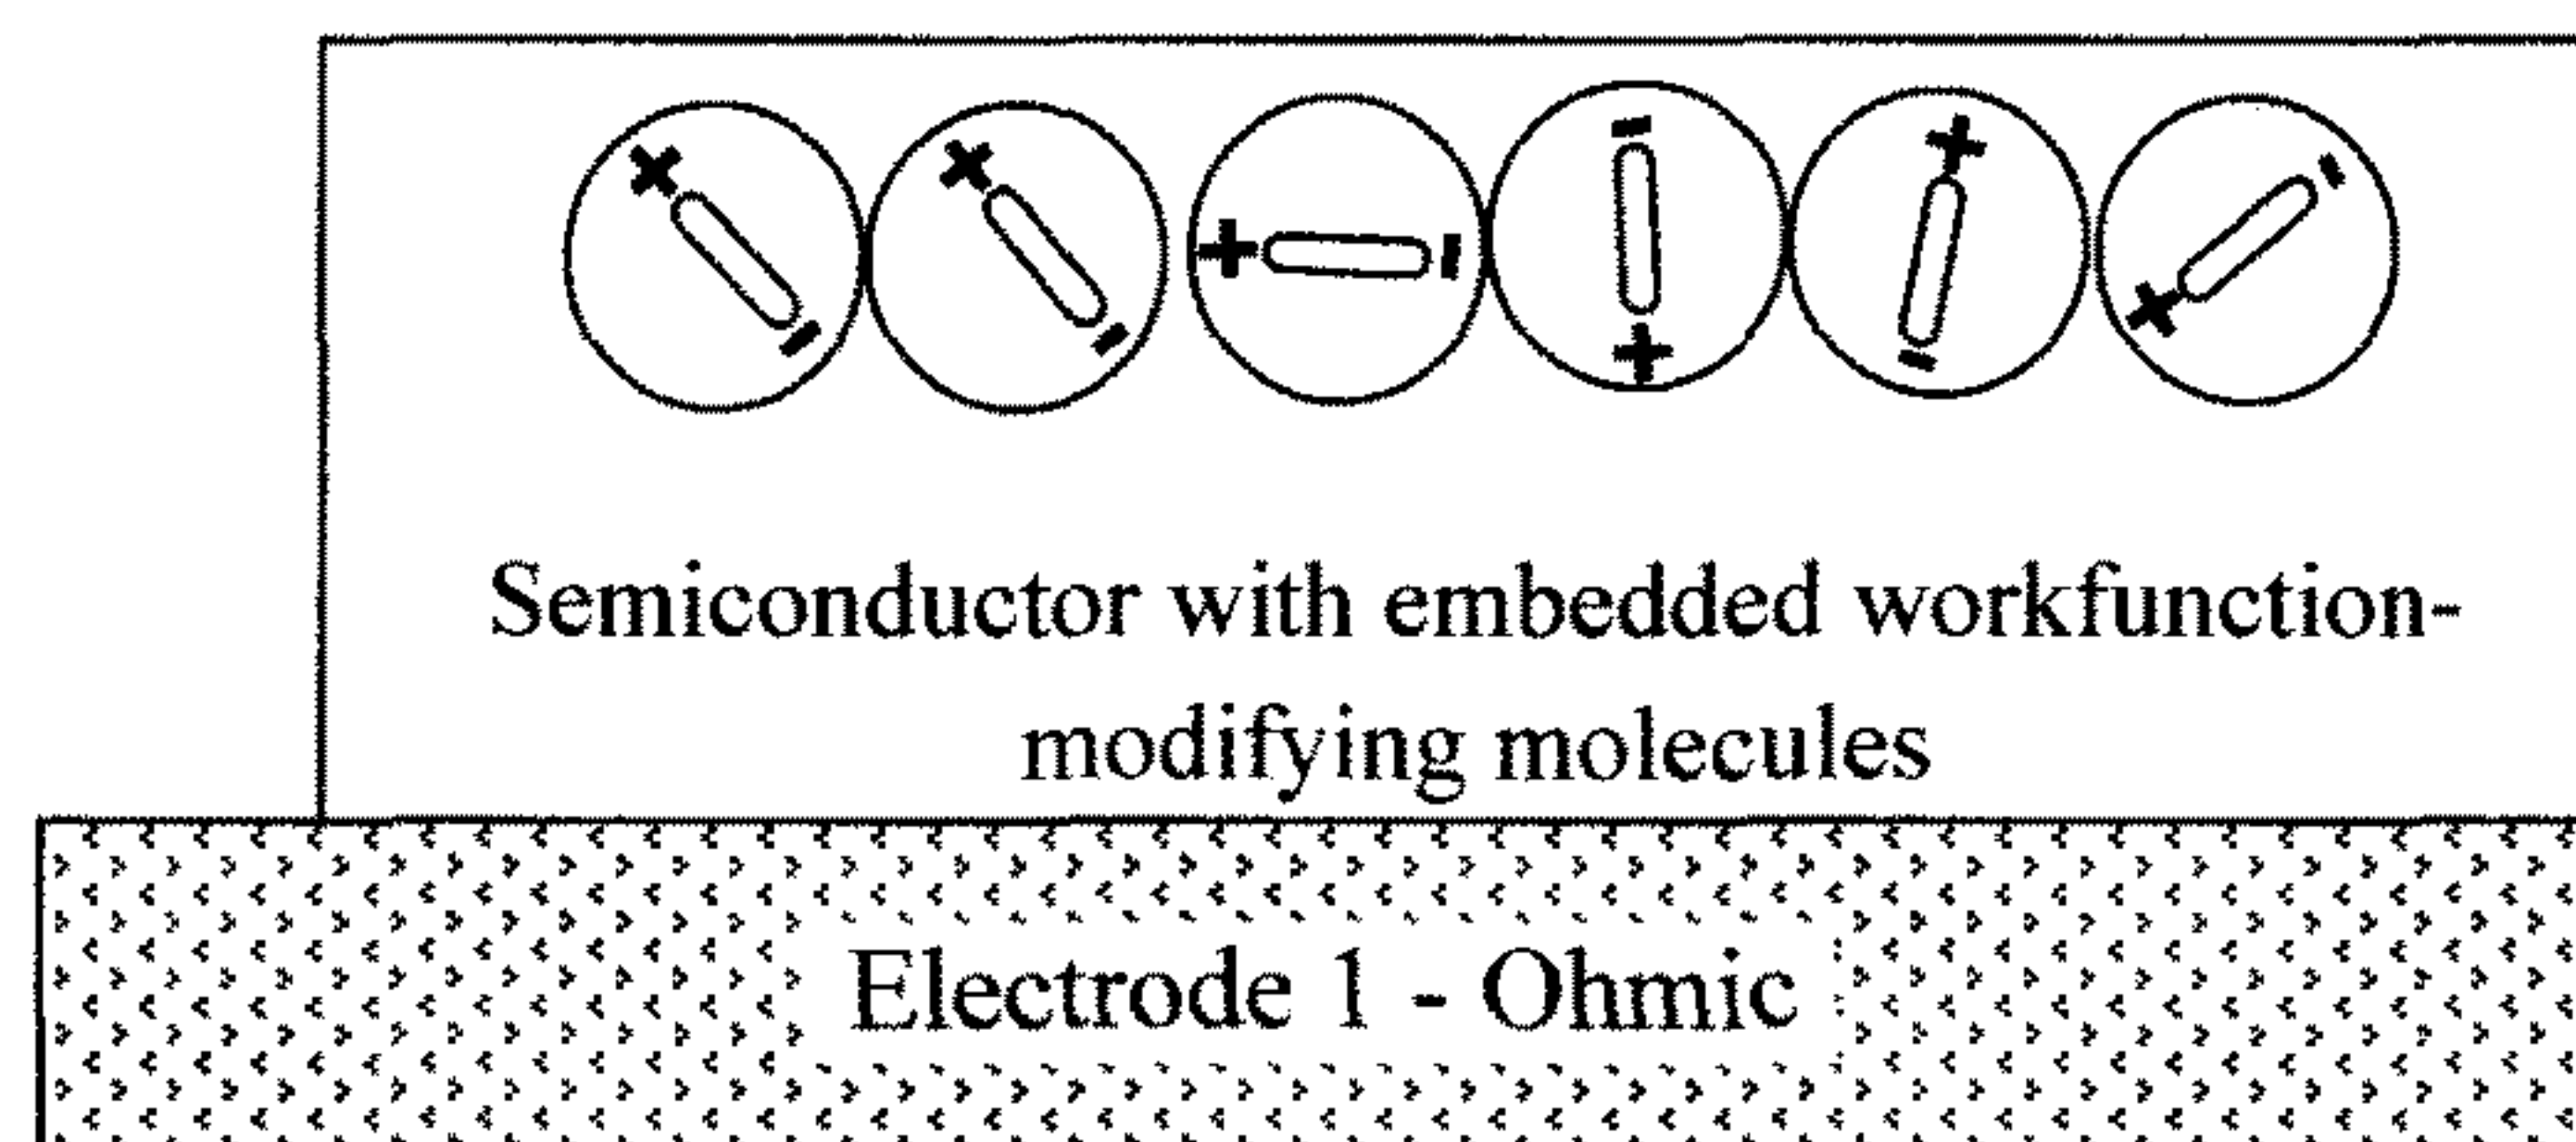 + + + - + -
- - - + - +
Semiconductor with embedded workfunction-
modifying molecules
Electrode 1 - Ohmic